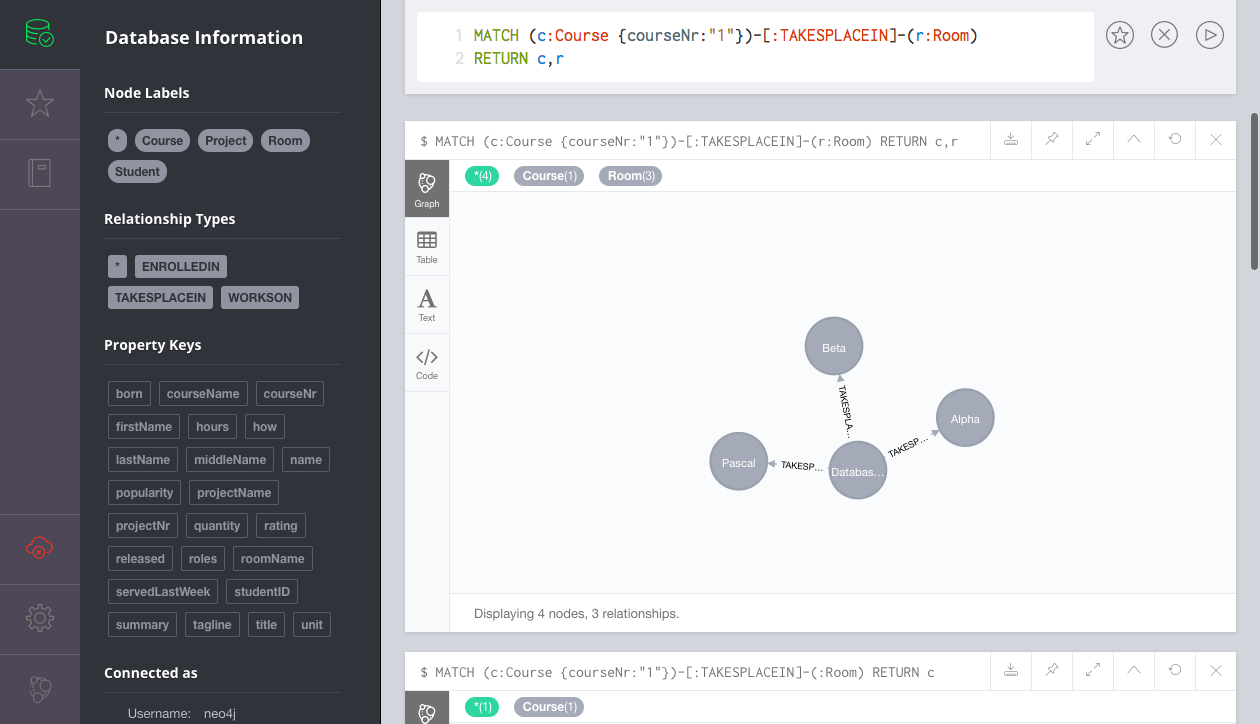 Database Information
Node Labels
* Course Project Room
Student
Relationship Types
* ENROLLEDIN
TAKESPLACEIN WORKSON
Property Keys
born courseName courseNr
firstName hours how
lastName middleName name
popularity projectName
projectNr quantity rating
released roles roomName
servedLastWeek studentID
summary tagline title unit
Connected as
Username: neo4j
1 MATCH (c:Course {courseNr:"1"})-[:TAKESPLACEIN]-(r:Room)
2 RETURN c,r
$ MATCH (c:Course {courseNr:"1"})-[:TAKESPLACEIN]-(r:Room) RETURN c,r
*(4) Course(1) Room(3)
Graph
Table
A
Text
</>
Code
Beta
TAKESPLA...
Alpha
TAKESP...
Pascal
TAKESP...
Databas...
Displaying 4 nodes, 3 relationships.
$ MATCH (c:Course {courseNr:"1"})-[:TAKESPLACEIN]-(:Room) RETURN c
*(1) Course(1)